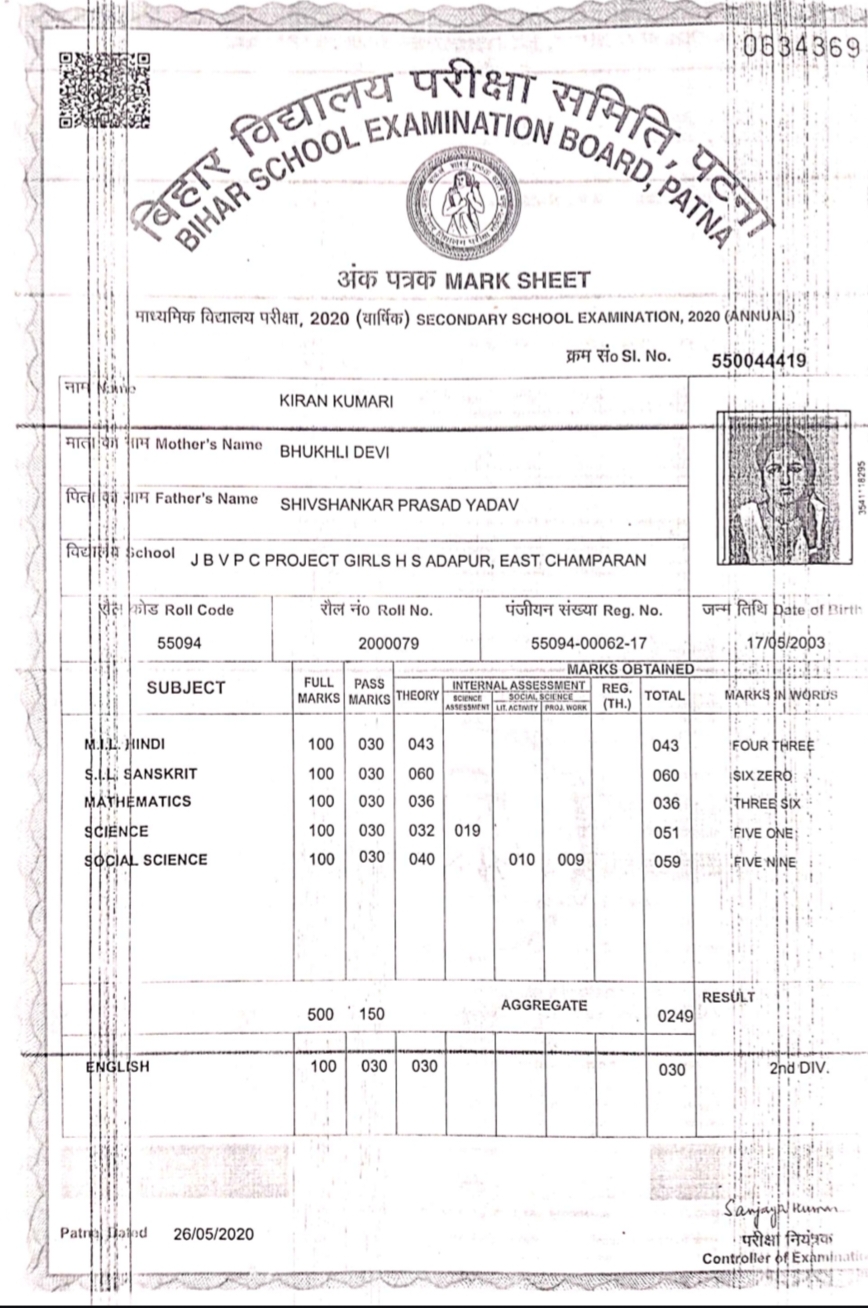 0634369
बिहार विद्यालय परीक्षा समिति, पटना
BIHAR SCHOOL EXAMINATION BOARD, PATNA
अंक पत्रक MARK SHEET
माध्यमिक विद्यालय परीक्षा, 2020 (वार्षिक) SECONDARY SCHOOL EXAMINATION, 2020 (ANNUAL)
क्रम सं० Sl. No. 550044419
नाम Name KIRAN KUMARI
माता का नाम Mother's Name BHUKHLI DEVI
पिता का नाम Father's Name SHIVSHANKAR PRASAD YADAV
विद्यालय School J B V P C PROJECT GIRLS H S ADAPUR, EAST CHAMPARAN
रौल कोड Roll Code रौल नं० Roll No. पंजीयन संख्या Reg. No. जन्म तिथि Date of Birth
55094 2000079 55094-00062-17 17/05/2003
MARKS OBTAINED
SUBJECT FULL MARKS PASS MARKS THEORY INTERNAL ASSESSMENT REG. (TH.) TOTAL MARKS IN WORDS
SCIENCE ASSESSMENT SOCIAL SCIENCE
LIT. ACTIVITY PROJ. WORK
M.I.L. HINDI 100 030 043 043 FOUR THREE
S.I.L. SANSKRIT 100 030 060 060 SIX ZERO
MATHEMATICS 100 030 036 036 THREE SIX
SCIENCE 100 030 032 019 051 FIVE ONE
SOCIAL SCIENCE 100 030 040 010 009 059 FIVE NINE
500 150 AGGREGATE 0249 RESULT
ENGLISH 100 030 030 030 2nd DIV.
Sanjay Kumar
Patna, Dated 26/05/2020
परीक्षा नियंत्रक
Controller of Examinatio